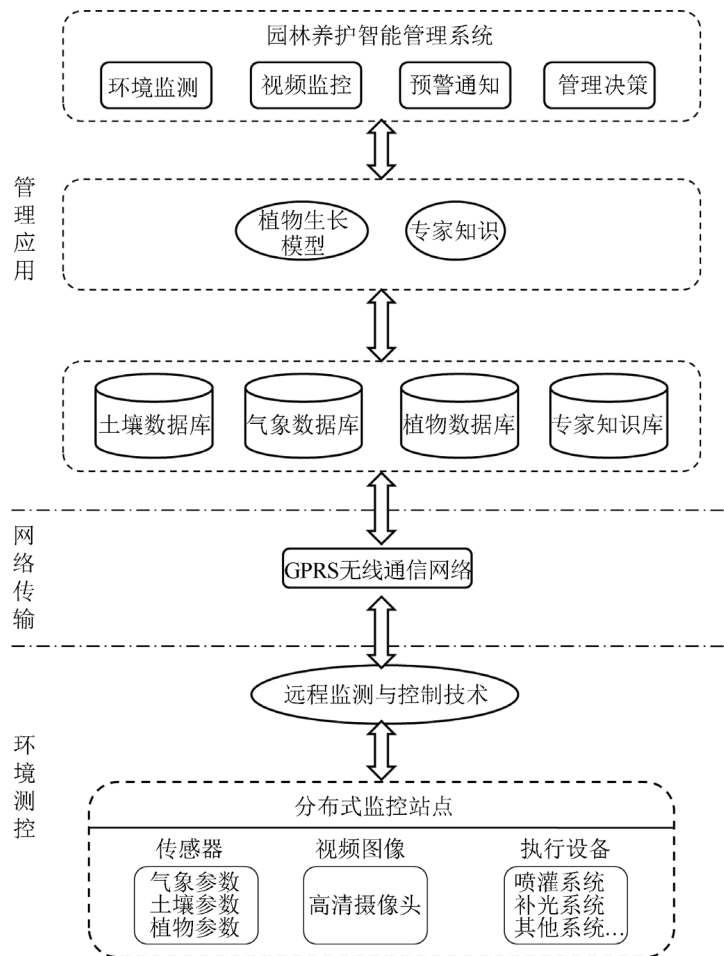 园林养护智能管理系统
环境监测
视频监控
预警通知
管理决策
管理应用
植物生长
模型
专家知识
土壤数据库
气象数据库
植物数据库
专家知识库
网络传输
GPRS无线通信网络
远程监测与控制技术
环境测控
分布式监控站点
传感器
视频图像
执行设备
气象参数
土壤参数
植物参数
高清摄像头
喷灌系统
补光系统
其他系统…